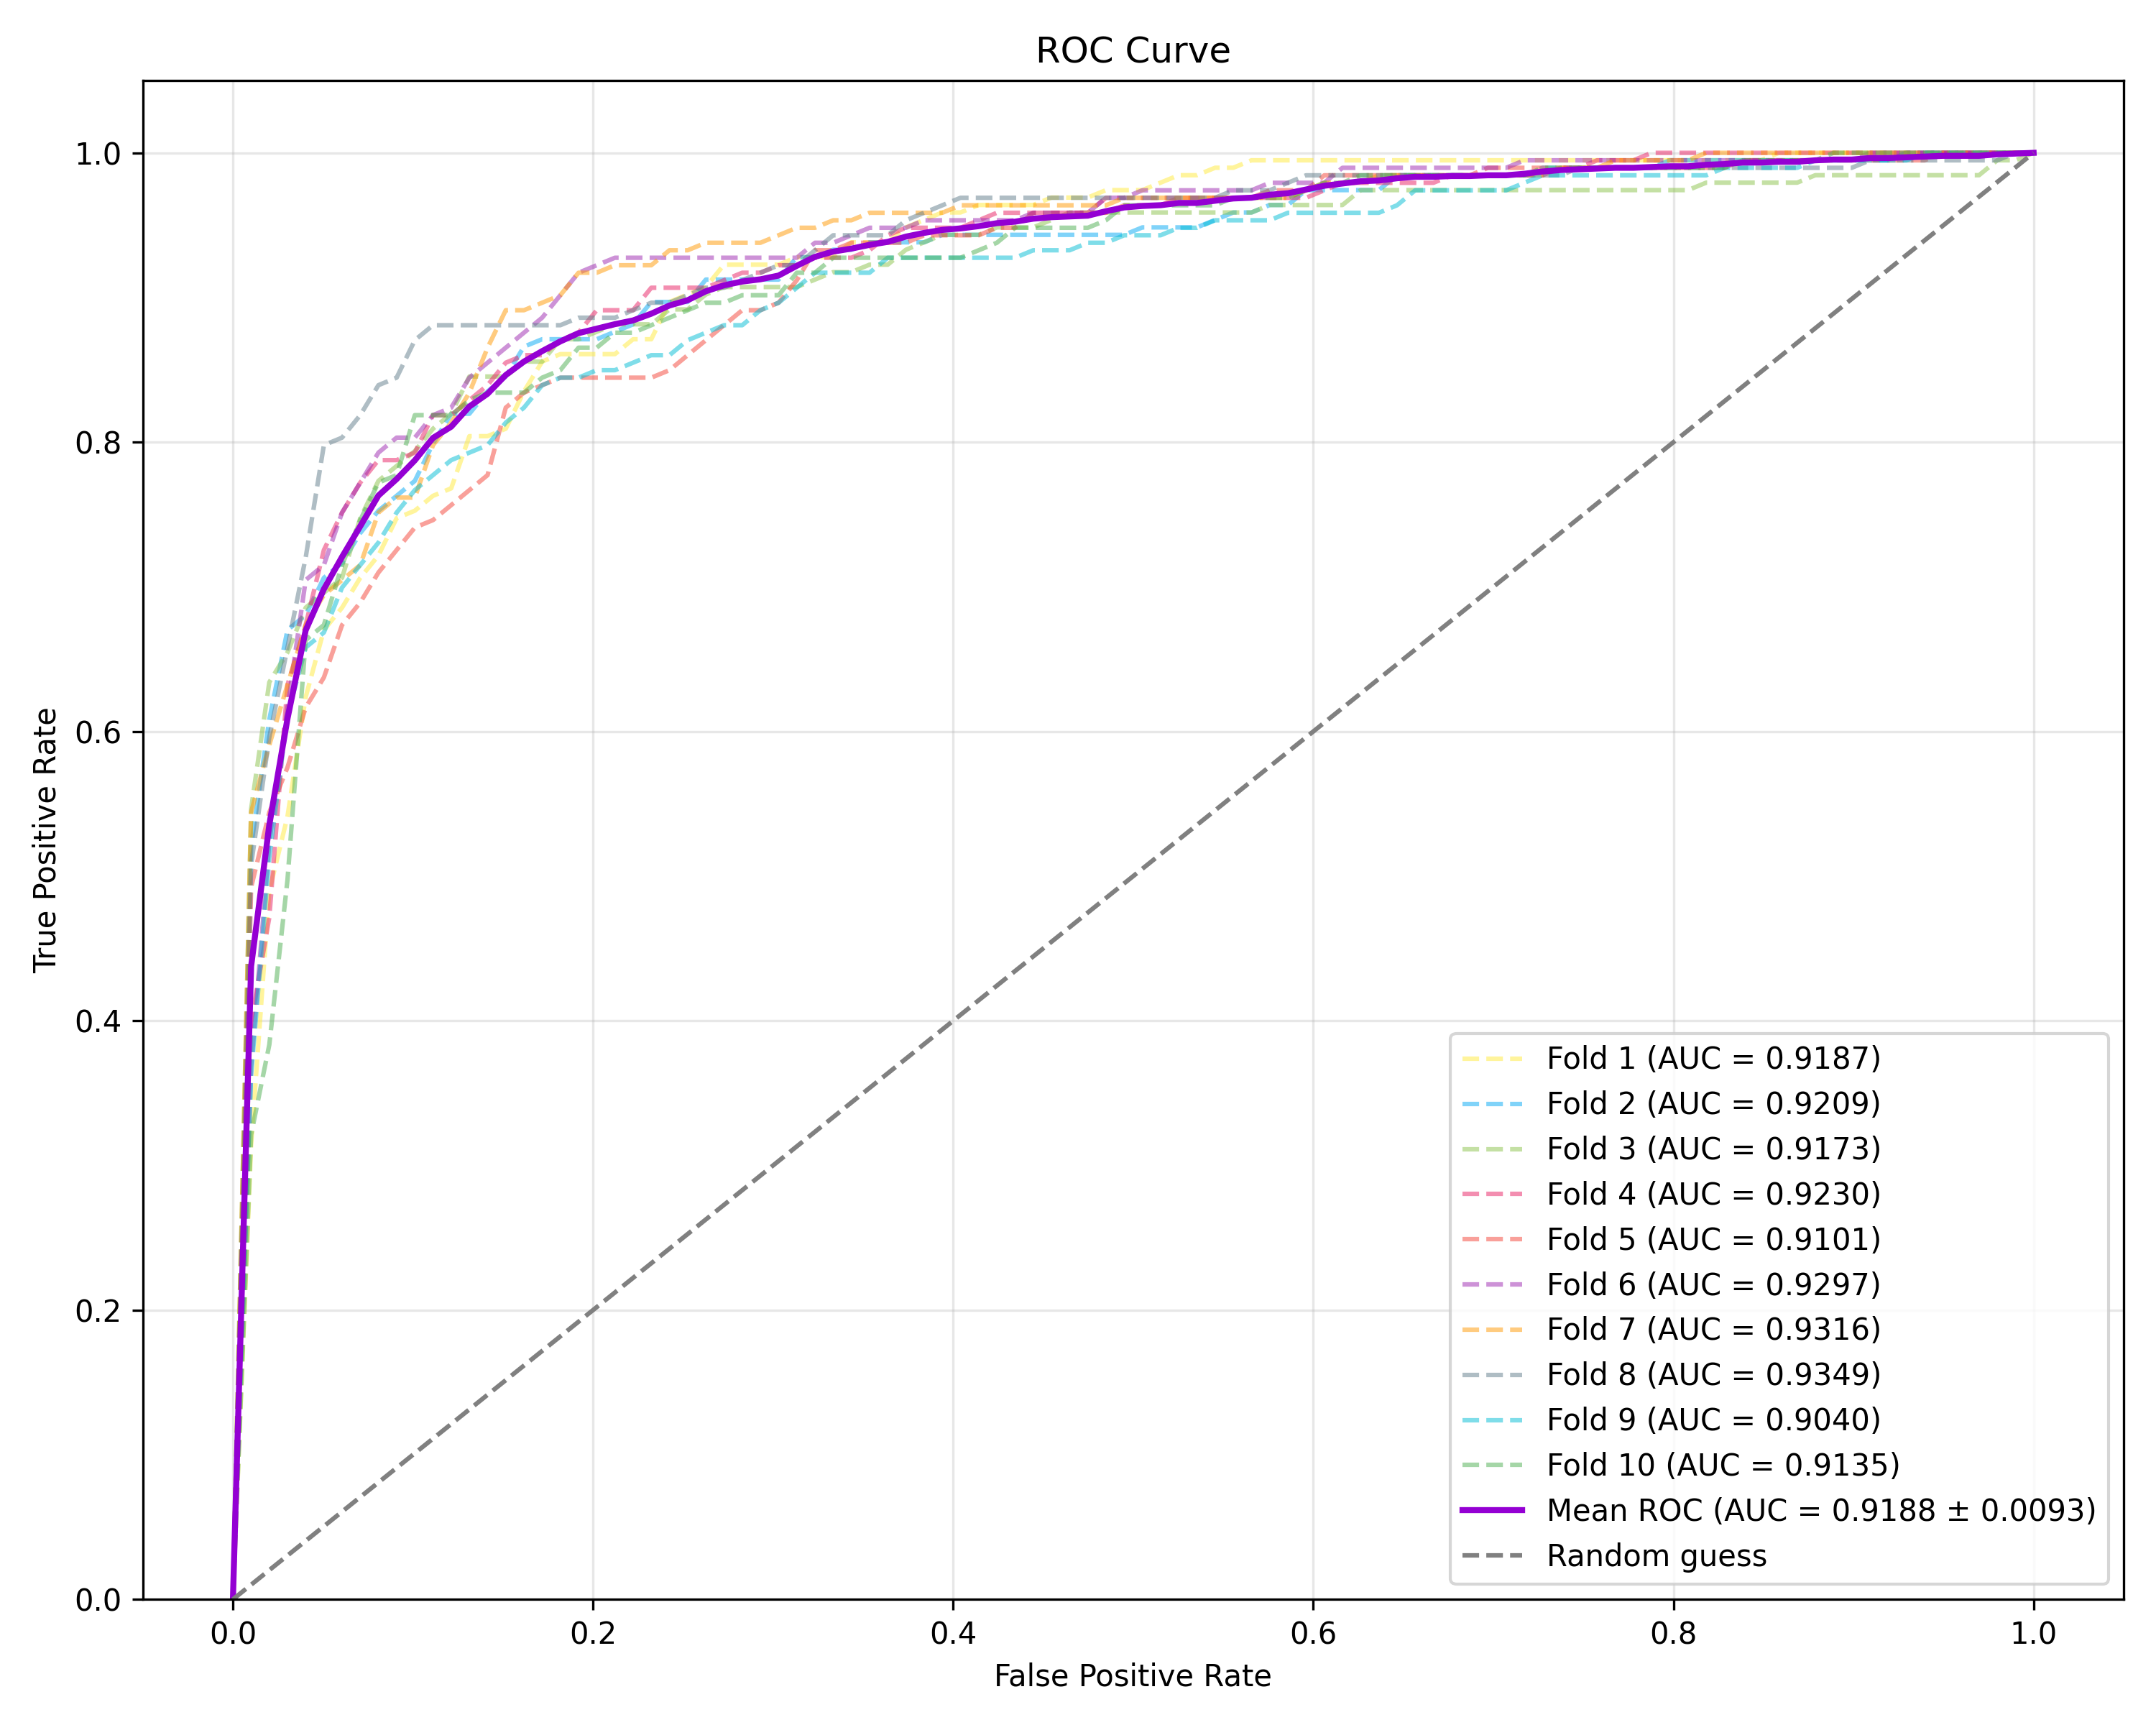 ROC Curve
True Positive Rate
1.0
0.8
0.6
0.4
0.2
0.0
Fold 1 (AUC = 0.9187)
Fold 2 (AUC = 0.9209)
Fold 3 (AUC = 0.9173)
Fold 4 (AUC = 0.9230)
Fold 5 (AUC = 0.9101)
Fold 6 (AUC = 0.9297)
Fold 7 (AUC = 0.9316)
Fold 8 (AUC = 0.9349)
Fold 9 (AUC = 0.9040)
Fold 10 (AUC = 0.9135)
Mean ROC (AUC = 0.9188 ± 0.0093)
Random guess
0.0 0.2 0.4 0.6 0.8 1.0
False Positive Rate